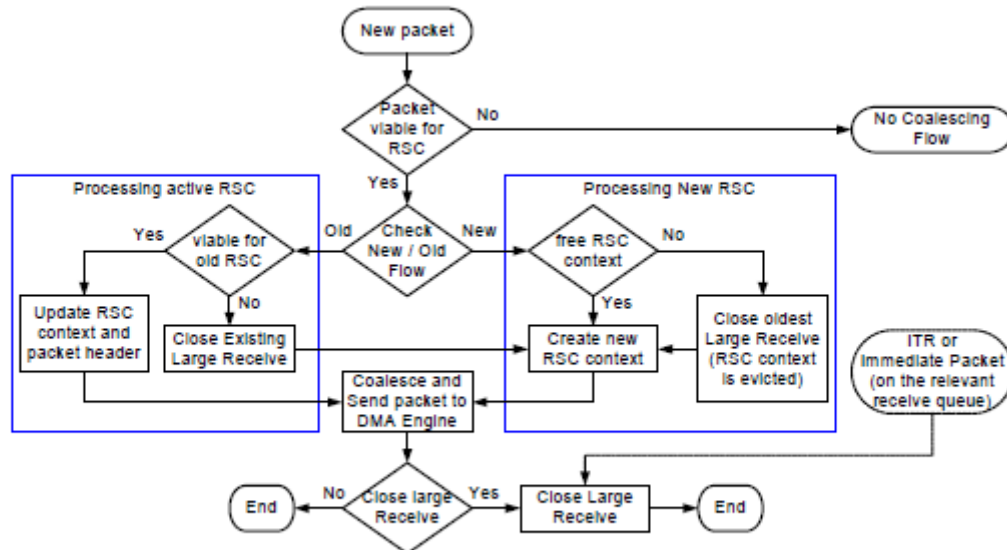 New packet
Packet
viable for
RSC
No
No Coalescing
Flow
Yes
Processing active RSC
Processing New RSC
Yes
viable for
old RSC
Old
Check
New / Old
Flow
New
free RSC
context
No
No
Yes
Update RSC
context and
packet header
Close Existing
Large Receive
Create new
RSC context
Close oldest
Large Receive
(RSC context
is evicted)
ITR or
Immediate Packet
(on the relevant
receive queue)
Coalesce and
Send packet to
DMA Engine
End
No
Close large
Receive
Yes
Close Large
Receive
End